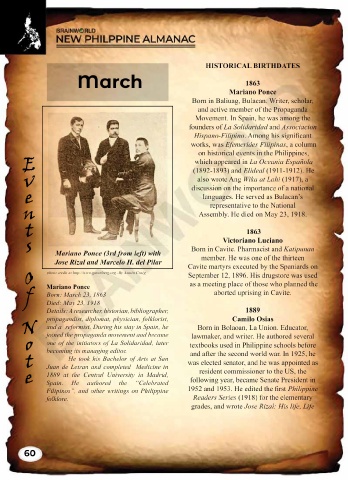 BRAINWORLD
NEW PHILPPINE ALMANAC
March
Events Of Note
Mariano Ponce (3rd from left) with
Jose Rizal and Marcelo H. del Pilar
Mariano Ponce
Born: March 23, 1863
Died: May 23, 1918
Details: A researcher, historian, bibliographer,
propagandist, diplomat, physician, folklorist,
and a reformist. During his stay in Spain, he
joined the propaganda movement and became
one of the initiators of La Solidaridad, later
becoming its managing editor.
He took his Bachelor of Arts at San
Juan de Letran and completed Medicine in
1889 at the Central University in Madrid,
Spain. He authored the "Celebrated
Filipinos", and other writings on Philippine
folklore.
HISTORICAL BIRTHDATES
1863
Mariano Ponce
Born in Baliuag, Bulacan. Writer, scholar,
and active member of the Propaganda
Movement. In Spain, he was among the
founders of La Solidaridad and Associacion
Hispano-Filipino. Among his significant
works, was Efemerides Filipinas, a column
on historical events in the Philippines
which appeared in La Oceania Española
(1892-1893) and Elideal (1911-1912). He
also wrote Ang Wika at Lahi (1917), a
discussion on the importance of a national
languages. He served as Bulacan's
representative to the National
Assembly. He died on May 23, 1918.
1863
Victoriano Luciano
Born in Cavite. Pharmacist and Katipunan
member. He was one of the thirteen
Cavite martyrs executed by the Spaniards on
September 12, 1896. His drugstore was used
as a meeting place of those who planned the
aborted uprising in Cavite.
1889
Camilo Osias
Born in Bolaoan, La Union. Educator,
lawmaker, and writer. He authored several
textbooks used in Philippine schools before
and after the second world war. In 1925, he
was elected senator, and he was appointed as
resident commissioner to the US, the
following year, became Senate President in
1952 and 1953. He edited the first Philippine
Readers Series (1918) for the elementary
grades, and wrote Jose Rizal: His life, Life
60